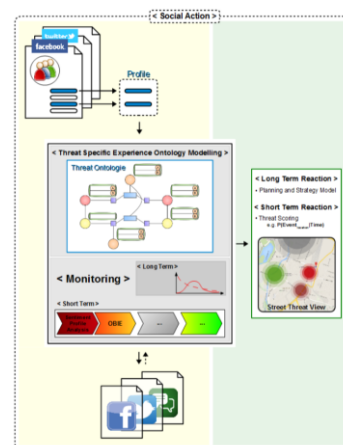 < Social Action >
twitter
facebook
Profile
< Threat Specific Experience Ontology Modelling >
Threat Ontologie
< Long Term Reaction >
• Planning and Strategy Model
< Short Term Reaction >
• Threat Scoring
Street Threat View
< Monitoring >
< Long Term >
< Short Term >
OBIE
...
...